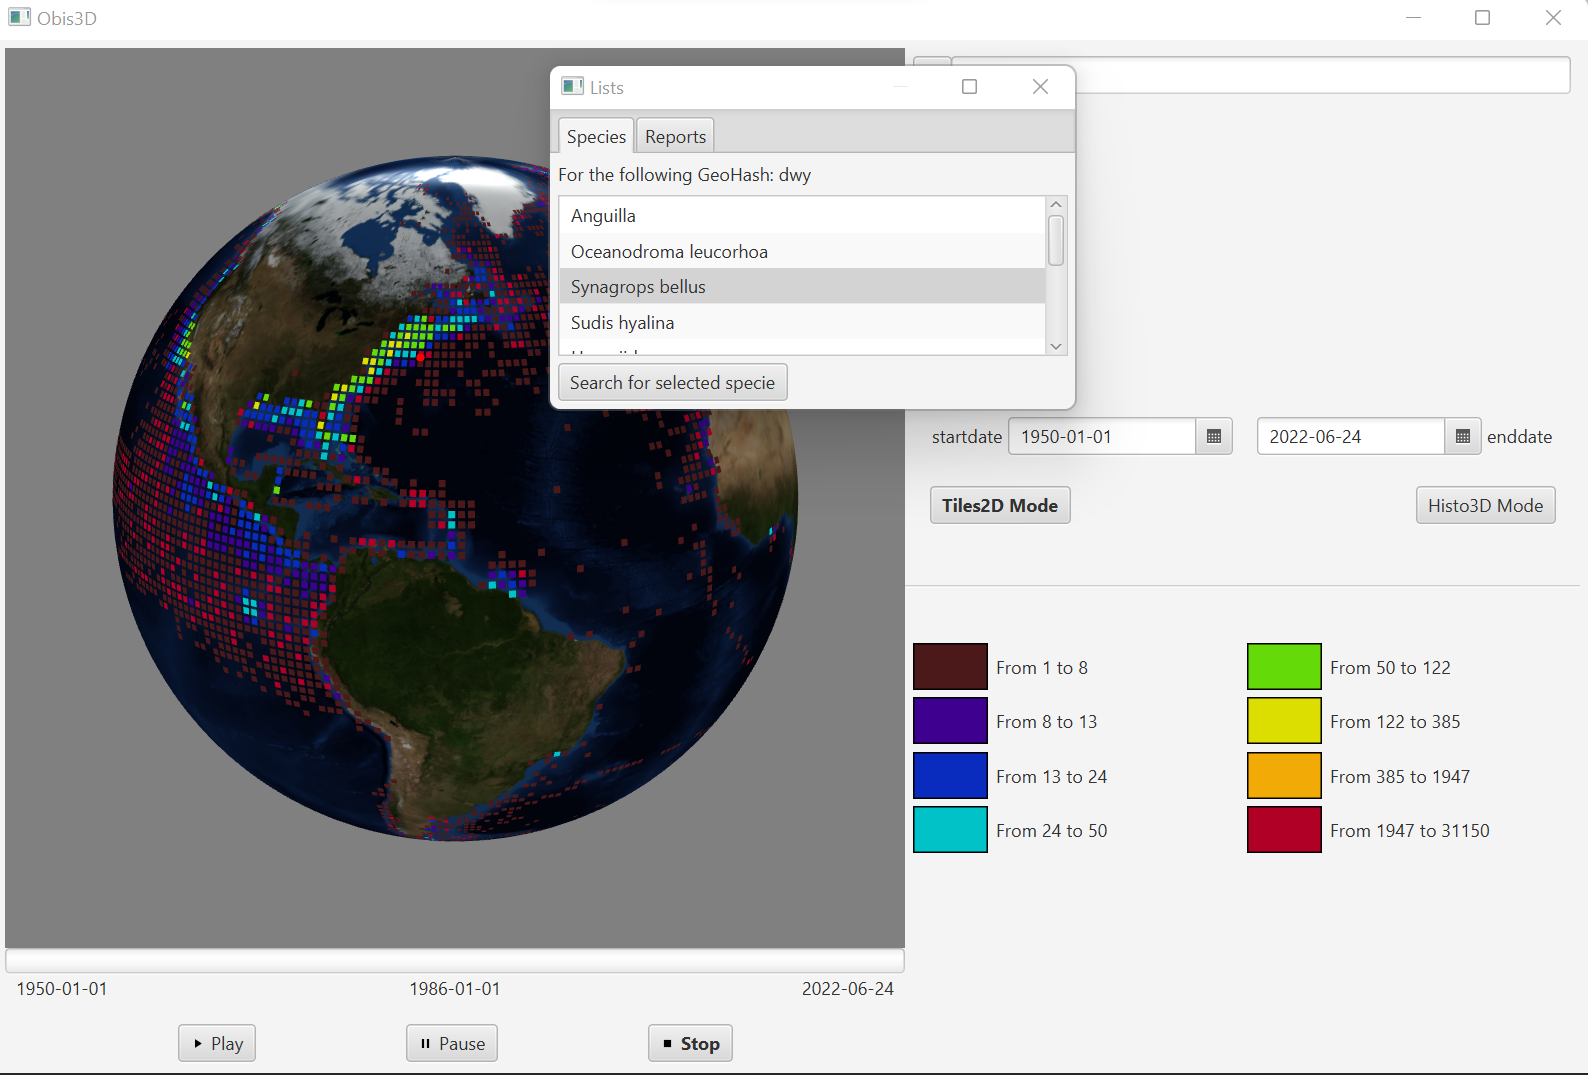 Obis3D
Lists
Species
Reports
For the following GeoHash: dwy
Anguilla
Oceanodroma leucorhoa
Synagrops bellus
Sudis hyalina
Search for selected specie
startdate
1950-01-01
2022-06-24
enddate
Tiles2D Mode
Histo3D Mode
From 1 to 8
From 50 to 122
From 8 to 13
From 122 to 385
From 13 to 24
From 385 to 1947
From 24 to 50
From 1947 to 31150
1950-01-01
1986-01-01
2022-06-24
Play
Pause
Stop